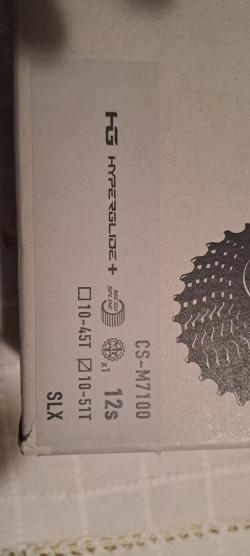 HG HYPERGLIDE+
CS-M7100
MICRO SPLINE
x1
12s
10-45T
10-51T
SLX